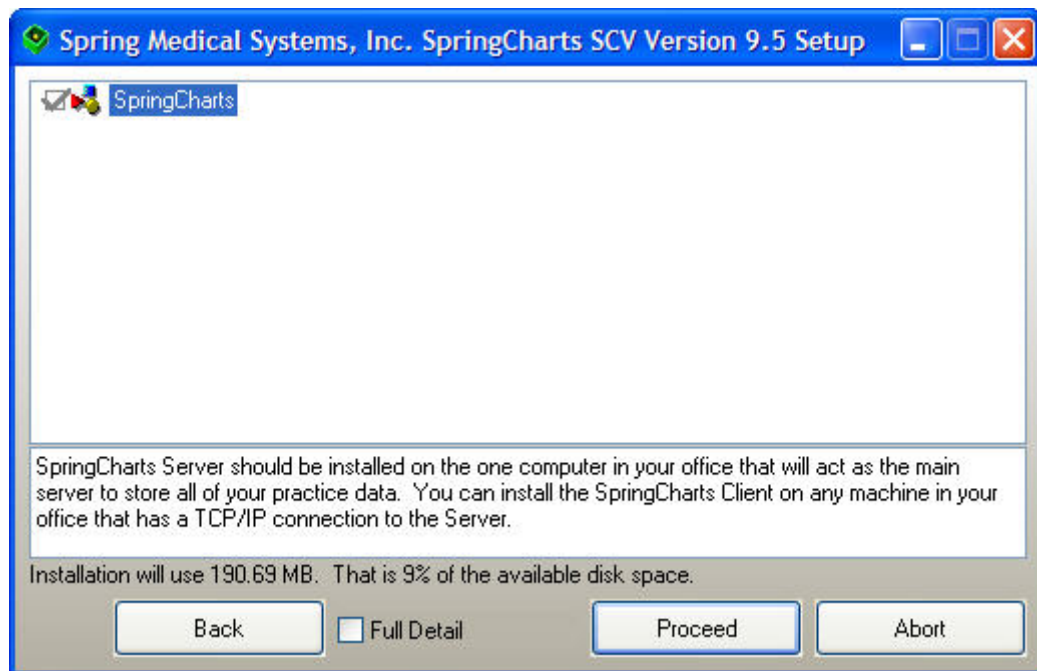 Spring Medical Systems, Inc. SpringCharts SCV Version 9.5 Setup
SpringCharts
SpringCharts Server should be installed on the one computer in your office that will act as the main
server to store all of your practice data.  You can install the SpringCharts Client on any machine in your
office that has a TCP/IP connection to the Server.
Installation will use 190.69 MB.  That is 9% of the available disk space.
Back
Full Detail
Proceed
Abort